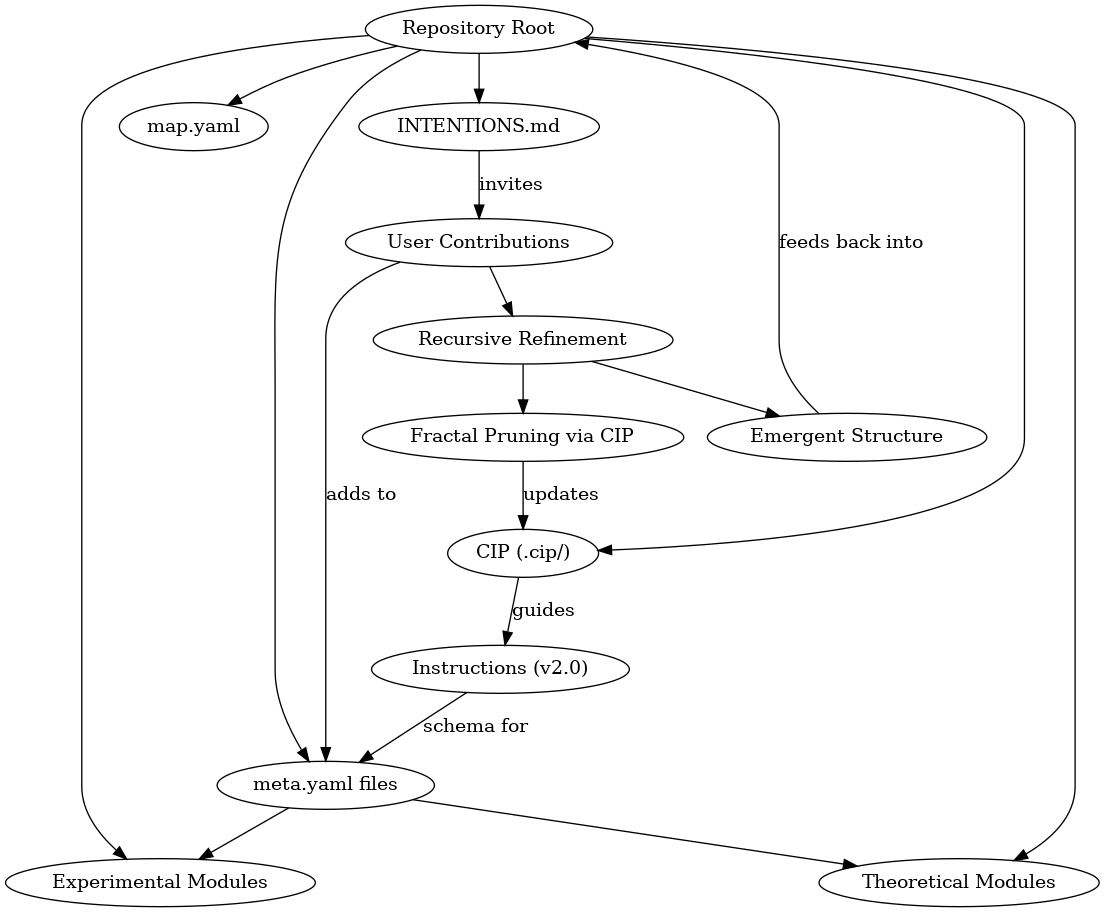 Repository Root
map.yaml
INTENTIONS.md
invites
User Contributions
feeds back into
Recursive Refinement
Fractal Pruning via CIP
Emergent Structure
adds to
updates
CIP (.cip/)
guides
Instructions (v2.0)
schema for
meta.yaml files
Experimental Modules
Theoretical Modules